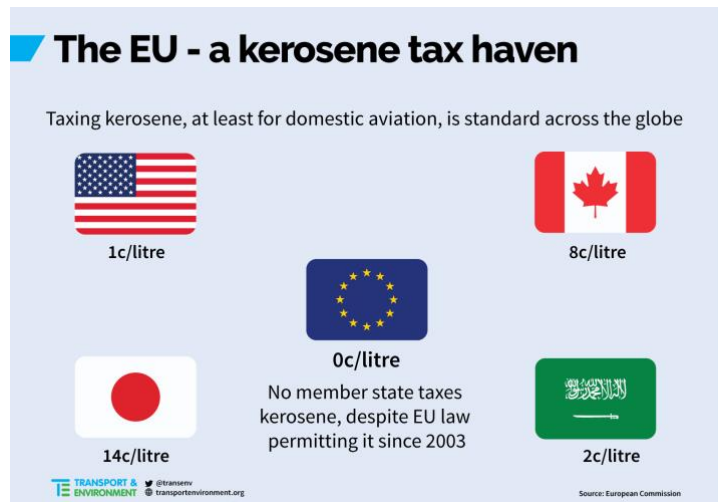 The EU - a kerosene tax haven
Taxing kerosene, at least for domestic aviation, is standard across the globe
1c/litre
8c/litre
0c/litre
No member state taxes
kerosene, despite EU law
permitting it since 2003
14c/litre
2c/litre
TRANSPORT &
ENVIRONMENT
@transenv
transportenvironment.org
Source: European Commission